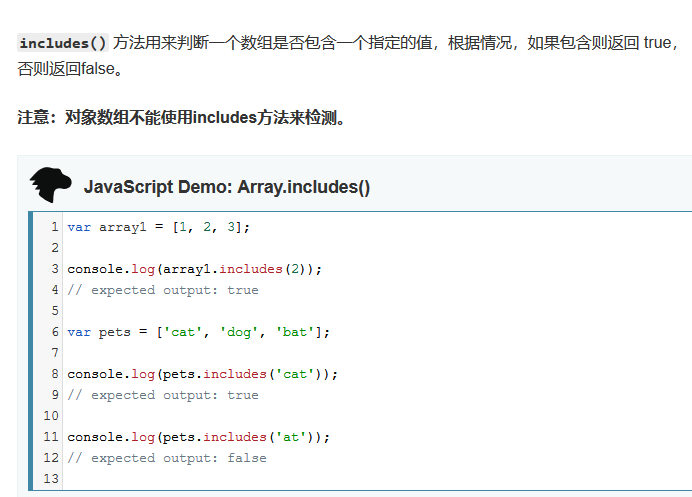 includes() 方法用来判断一个数组是否包含一个指定的值，根据情况，如果包含则返回 true，
否则返回false。
注意：对象数组不能使用includes方法来检测。
JavaScript Demo: Array.includes()
1 var array1 = [1, 2, 3];
2
3 console.log(array1.includes(2));
4 // expected output: true
5
6 var pets = ['cat', 'dog', 'bat'];
7
8 console.log(pets.includes('cat'));
9 // expected output: true
10
11 console.log(pets.includes('at'));
12 // expected output: false
13